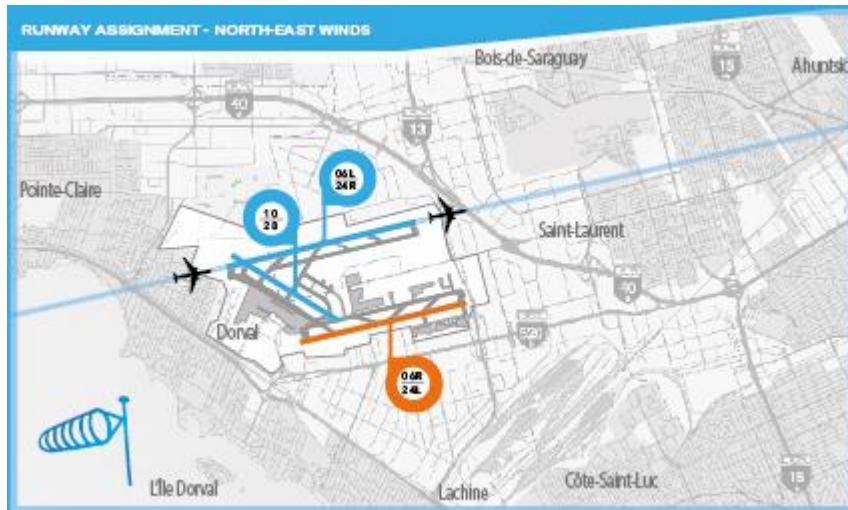 RUNWAY ASSIGNMENT - NORTH-EAST WINDS
Bois-de-Saraguay
15
Ahuntsic
40
13
Pointe-Claire
06L
24R
10
28
Saint-Laurent
40
Dorval
06R
24L
L'Île Dorval
Lachine
Côte-Saint-Luc
15